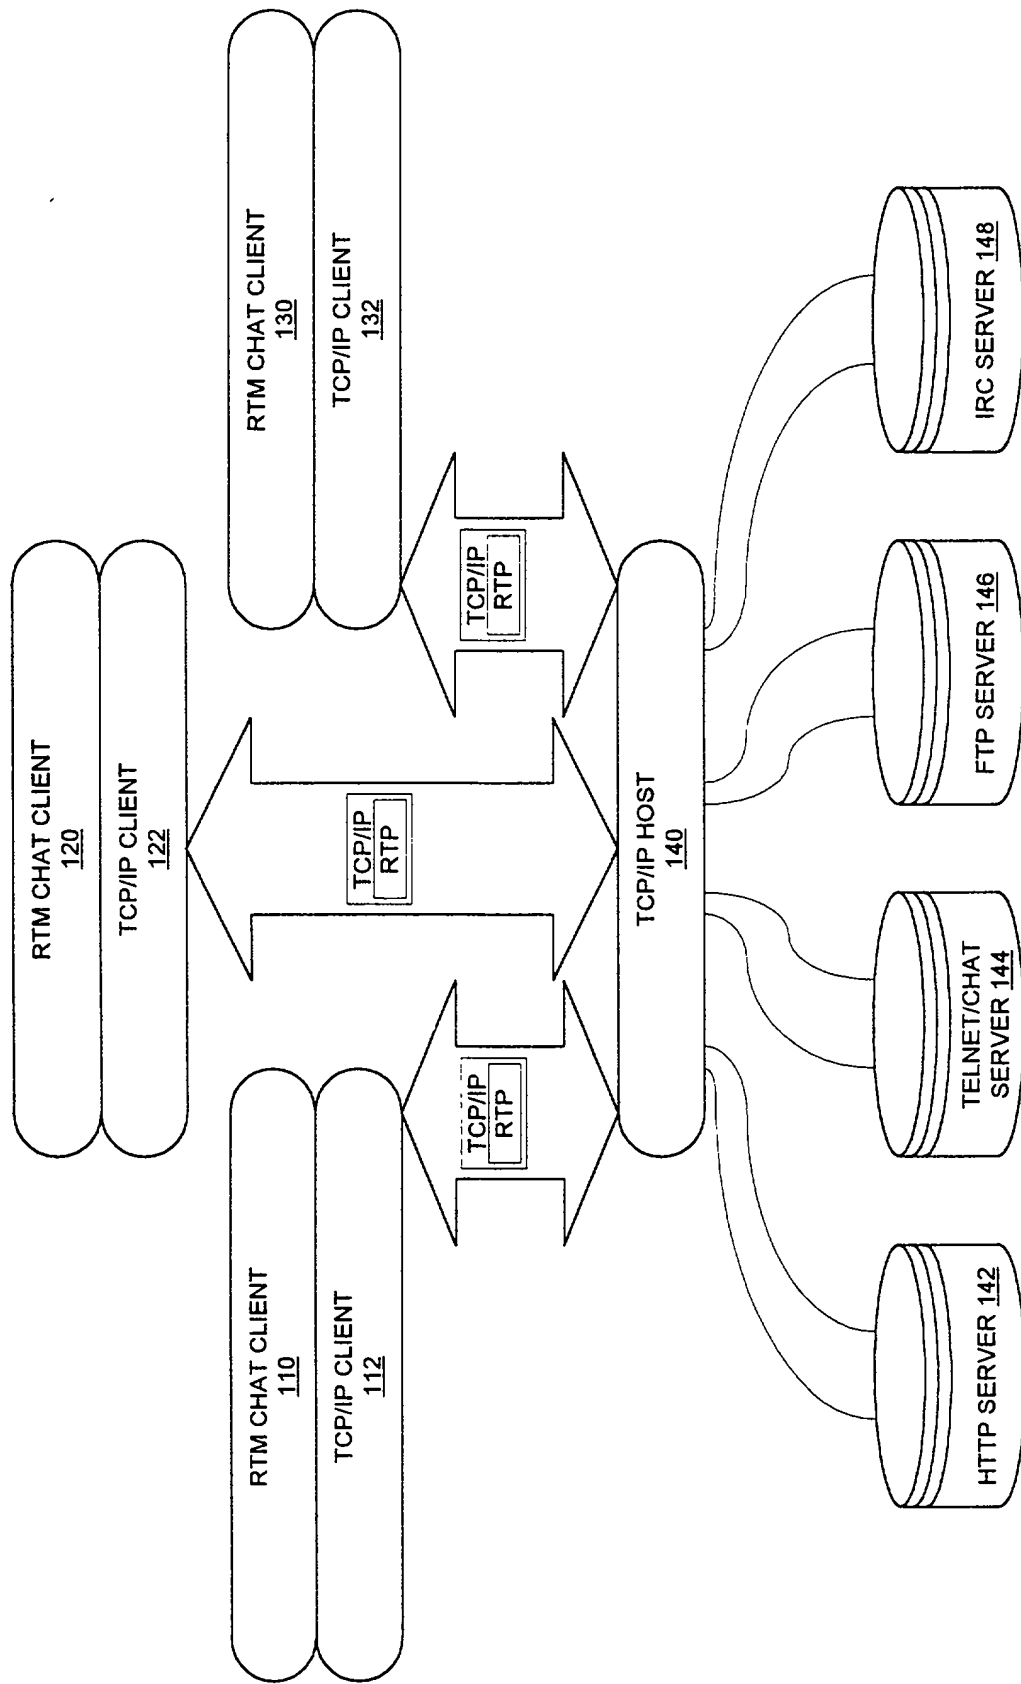 RTM CHAT CLIENT
120
TCP/IP CLIENT
122
RTM CHAT CLIENT
110
TCP/IP CLIENT
112
RTM CHAT CLIENT
130
TCP/IP CLIENT
132
TCP/IP
RTP
TCP/IP
RTP
TCP/IP
RTP
TCP/IP HOST
140
HTTP SERVER 142
TELNET/CHAT
SERVER 144
FTP SERVER 146
IRC SERVER 148